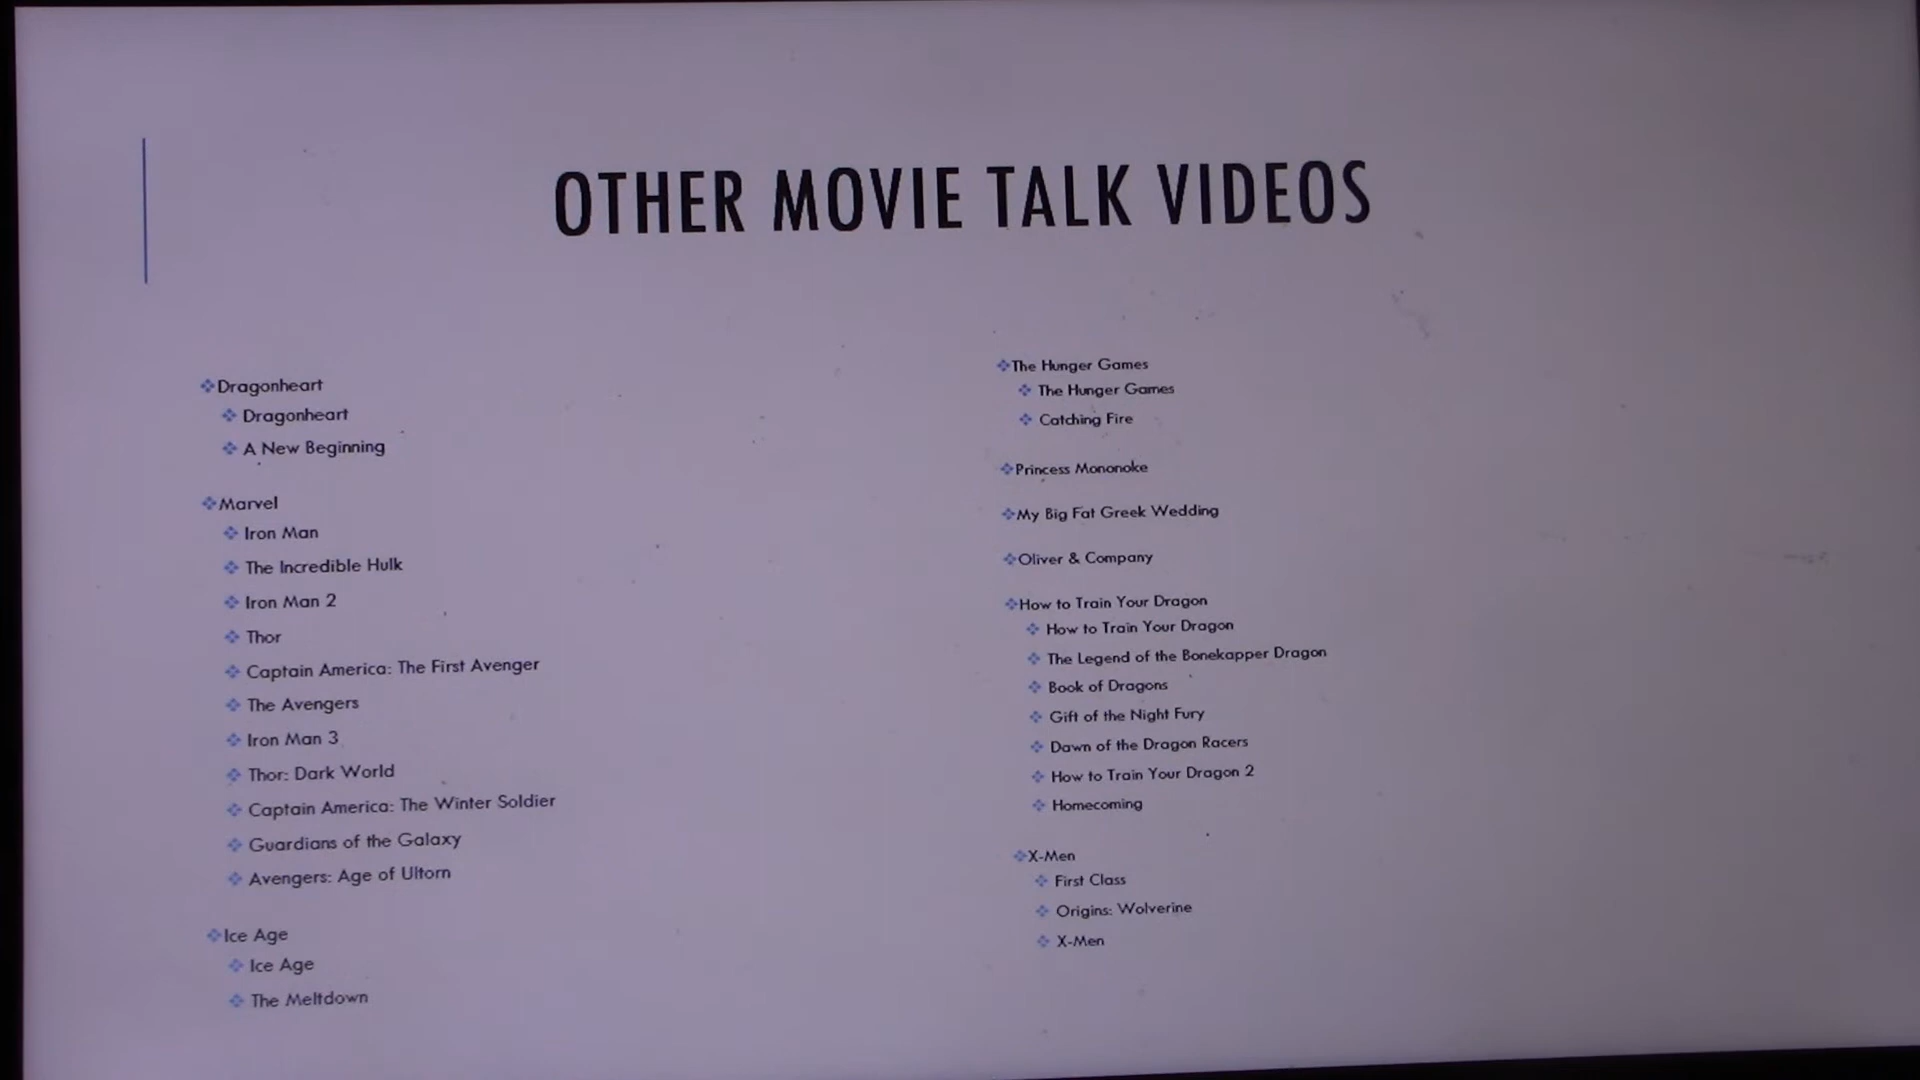 OTHER MOVIE TALK VIDEOS
Dragonheart
Dragonheart
A New Beginning
Marvel
Iron Man
The Incredible Hulk
Iron Man 2
Thor
Captain America: The First Avenger
The Avengers
Iron Man 3
Thor: Dark World
Captain America: The Winter Soldier
Guardians of the Galaxy
Avengers: Age of Ultorn
Ice Age
Ice Age
The Meltdown
The Hunger Games
The Hunger Games
Catching Fire
Princess Mononoke
My Big Fat Greek Wedding
Oliver & Company
How to Train Your Dragon
How to Train Your Dragon
The Legend of the Bonekapper Dragon
Book of Dragons
Gift of the Night Fury
Dawn of the Dragon Racers
How to Train Your Dragon 2
Homecoming
X-Men
First Class
Origins: Wolverine
X-Men